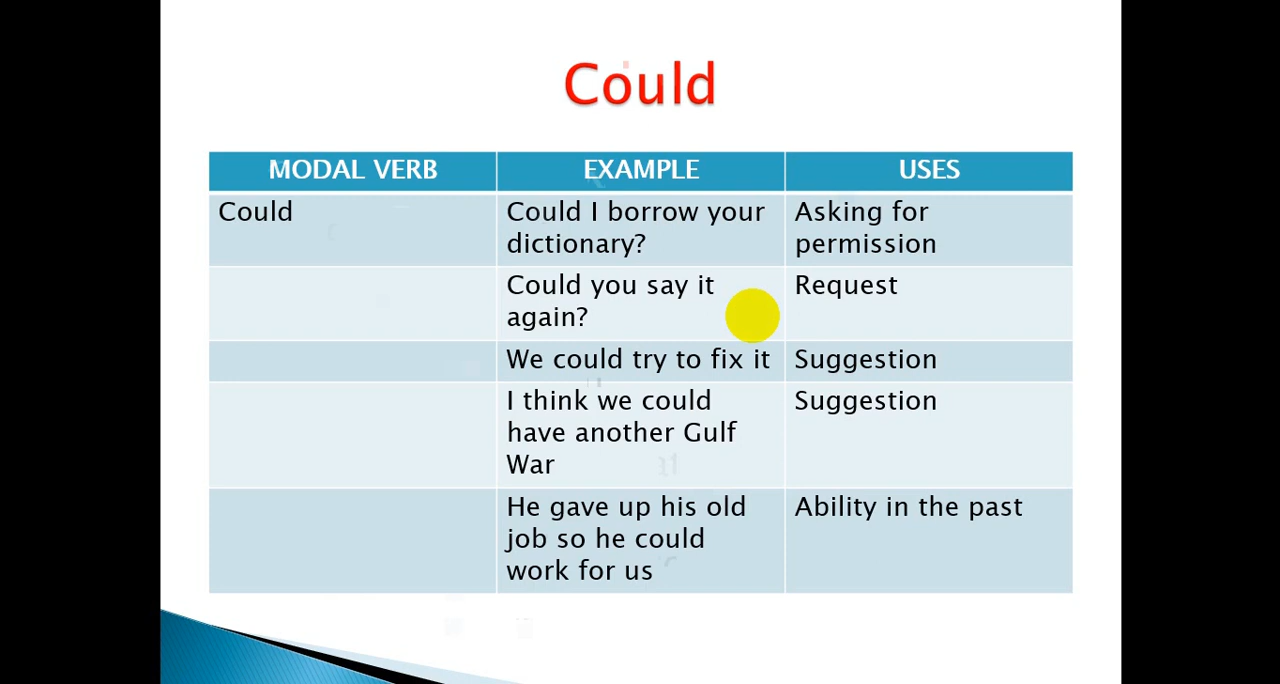 Could
MODAL VERB EXAMPLE USES
Could Could I borrow your Asking for
dictionary? permission
Could you say it Request
again?
We could try to fix it Suggestion
I think we could Suggestion
have another Gulf
War
He gave up his old Ability in the past
job so he could
work for us